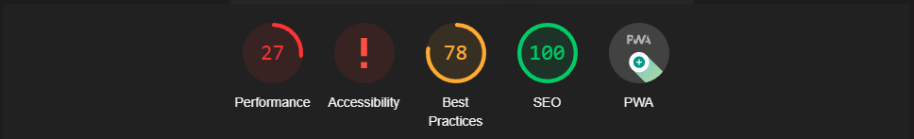 27
!
78
100
PWA
Performance
Accessibility
Best
Practices
SEO
PWA